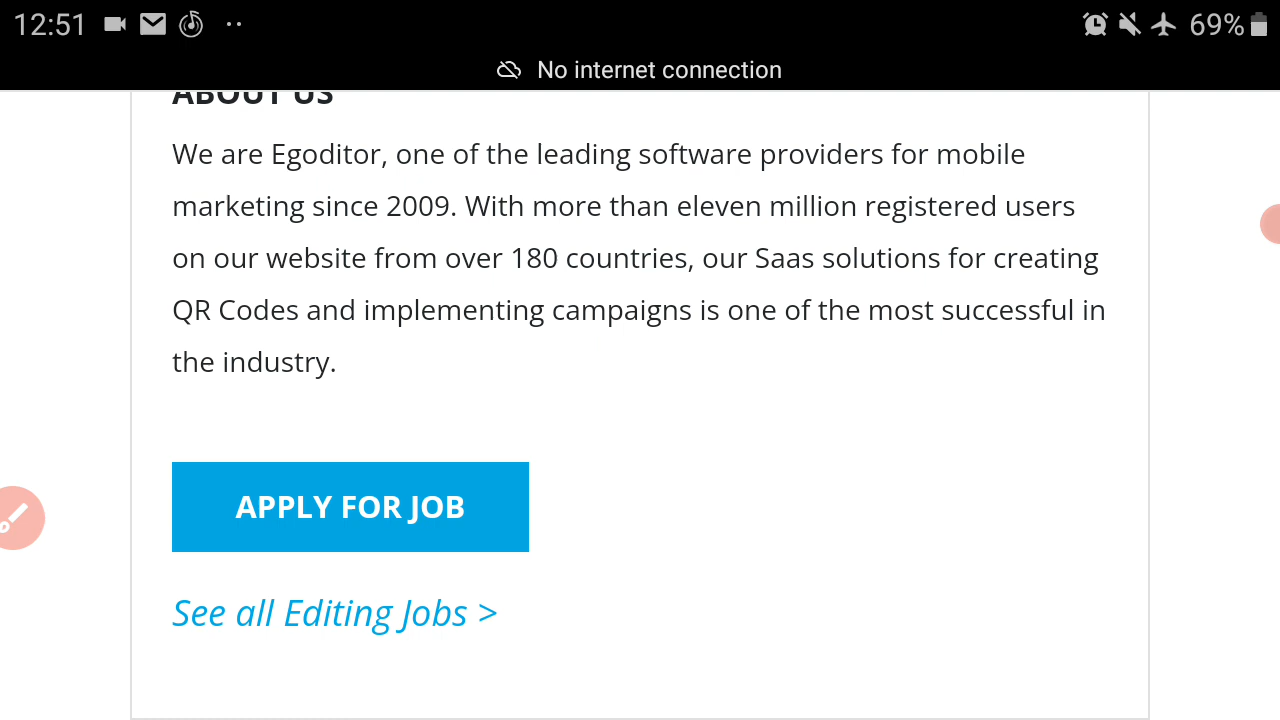 12:51
69%
No internet connection
ABOUT US
We are Egoditor, one of the leading software providers for mobile
marketing since 2009. With more than eleven million registered users
on our website from over 180 countries, our Saas solutions for creating
QR Codes and implementing campaigns is one of the most successful in
the industry.
APPLY FOR JOB
See all Editing Jobs >